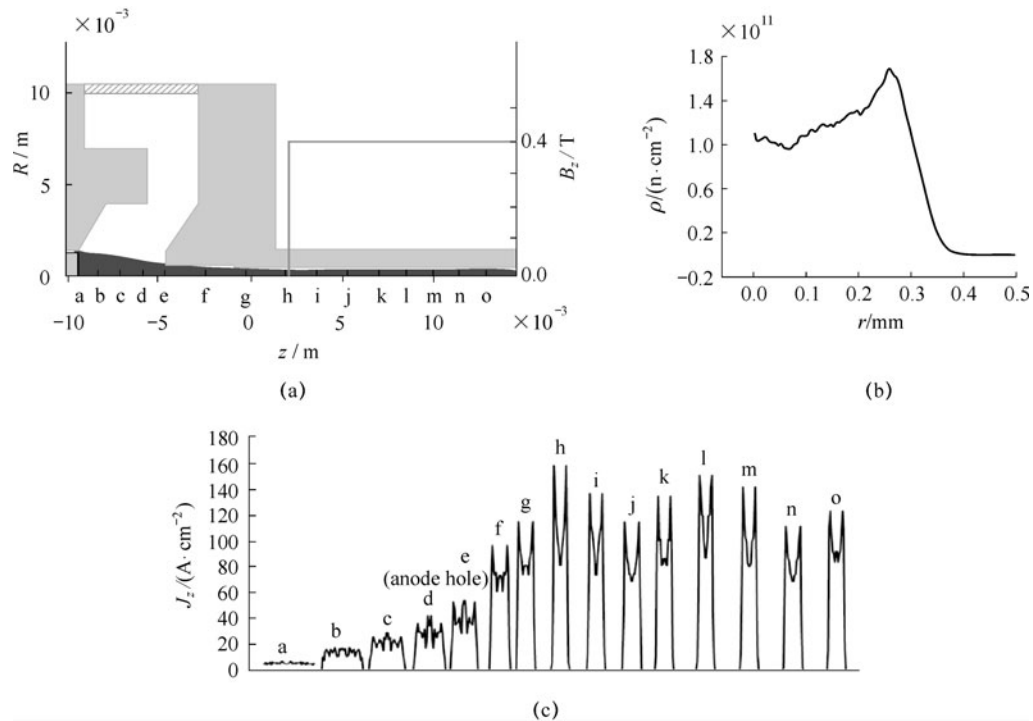 ×10⁻³
10
5
0
R / m
0.4
0.0
B_z / T
a b c d e f g h i j k l m n o
−10 −5 0 5 10 ×10⁻³
z / m
(a)
×10¹¹
1.8
1.4
1.0
0.6
0.2
−0.2
ρ/(n·cm⁻²)
0.0 0.1 0.2 0.3 0.4 0.5
r/mm
(b)
180
160
140
120
100
80
60
40
20
0
J_z/(A·cm⁻²)
a
b
c
(anode hole)
d
e
f
g
h
i
j
k
l
m
n
o
(c)